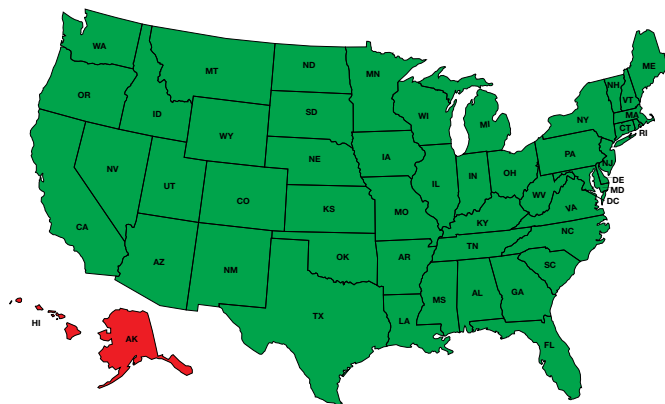 WA
MT
ND
MN
ME
OR
ID
SD
WI
MI
NY
NH
VT
MA
CT
RI
WY
NE
IA
PA
NJ
NV
UT
CO
IL
IN
OH
DE
MD
DC
WV
VA
CA
KS
MO
KY
AZ
NM
OK
AR
TN
NC
SC
TX
LA
MS
AL
GA
FL
HI
AK